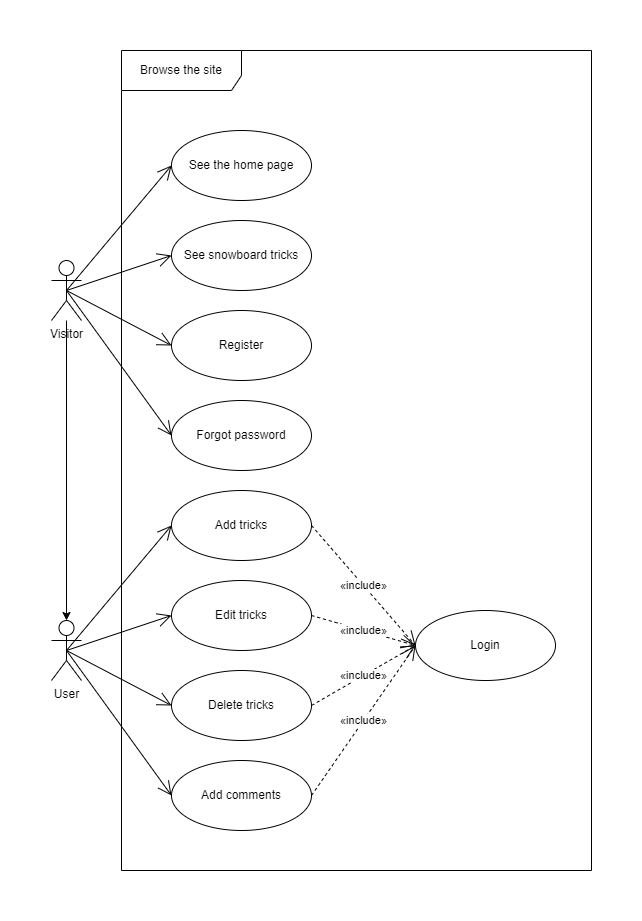 Browse the site
See the home page
See snowboard tricks
Visitor
Register
Forgot password
Add tricks
«include»
Edit tricks
«include»
Login
User
«include»
Delete tricks
«include»
Add comments